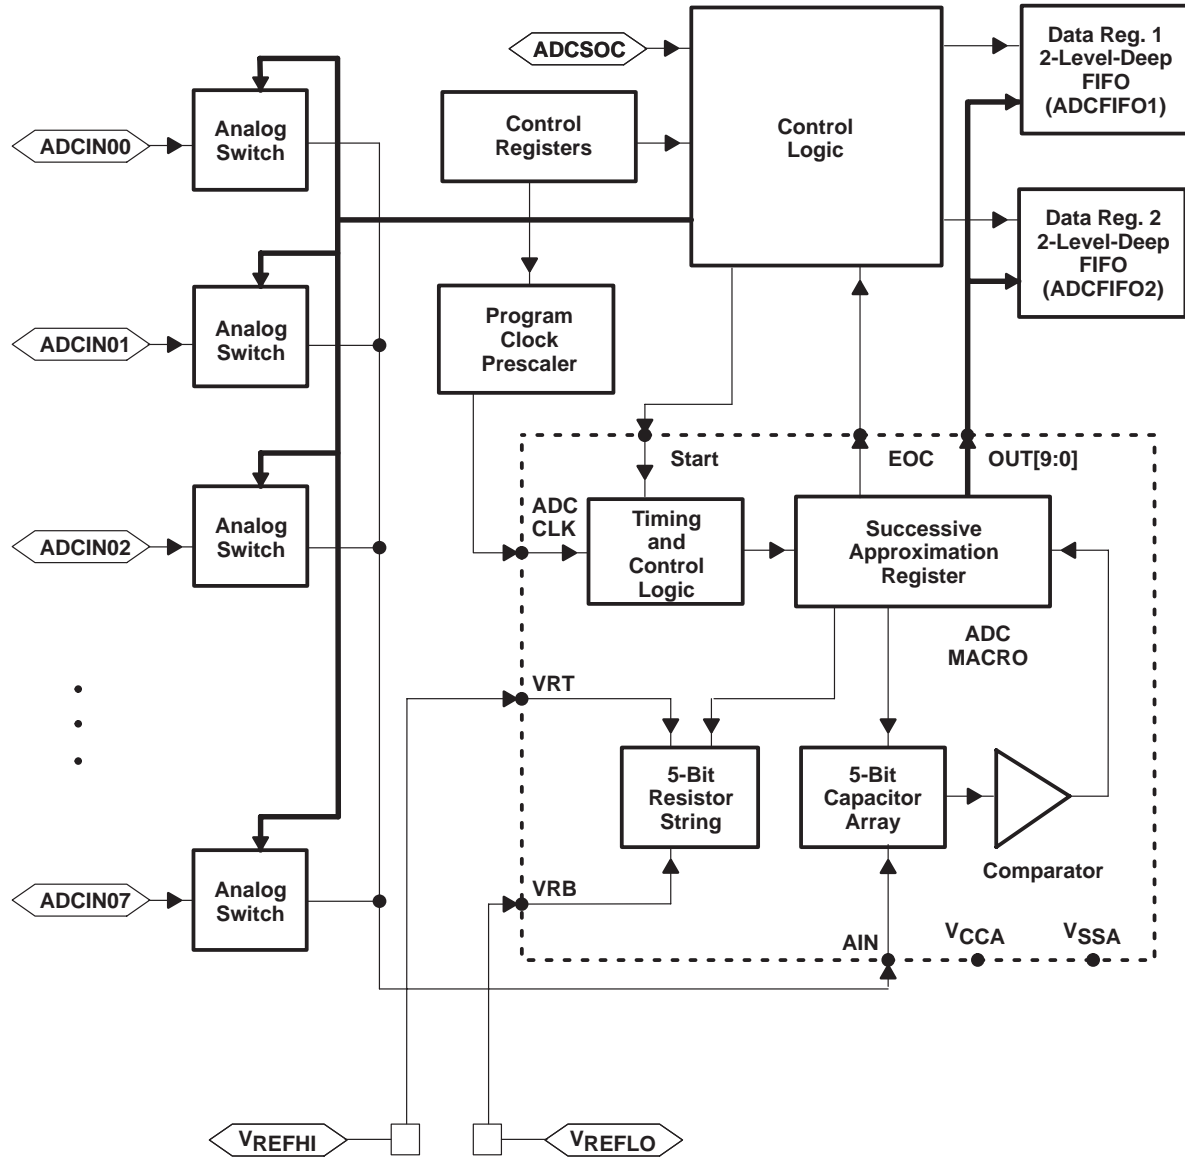 ADCSOC
Data Reg. 1
2-Level-Deep
FIFO
(ADCFIFO1)
Analog
Switch
ADCIN00
Control
Registers
Control
Logic
Data Reg. 2
2-Level-Deep
FIFO
(ADCFIFO2)
Analog
Switch
ADCIN01
Program
Clock
Prescaler
Start
EOC
OUT[9:0]
Analog
Switch
ADCIN02
ADC
CLK
Timing
and
Control
Logic
Successive
Approximation
Register
ADC
MACRO
VRT
5-Bit
Resistor
String
5-Bit
Capacitor
Array
Comparator
Analog
Switch
ADCIN07
VRB
AIN
VCCA
VSSA
VREFHI
VREFLO